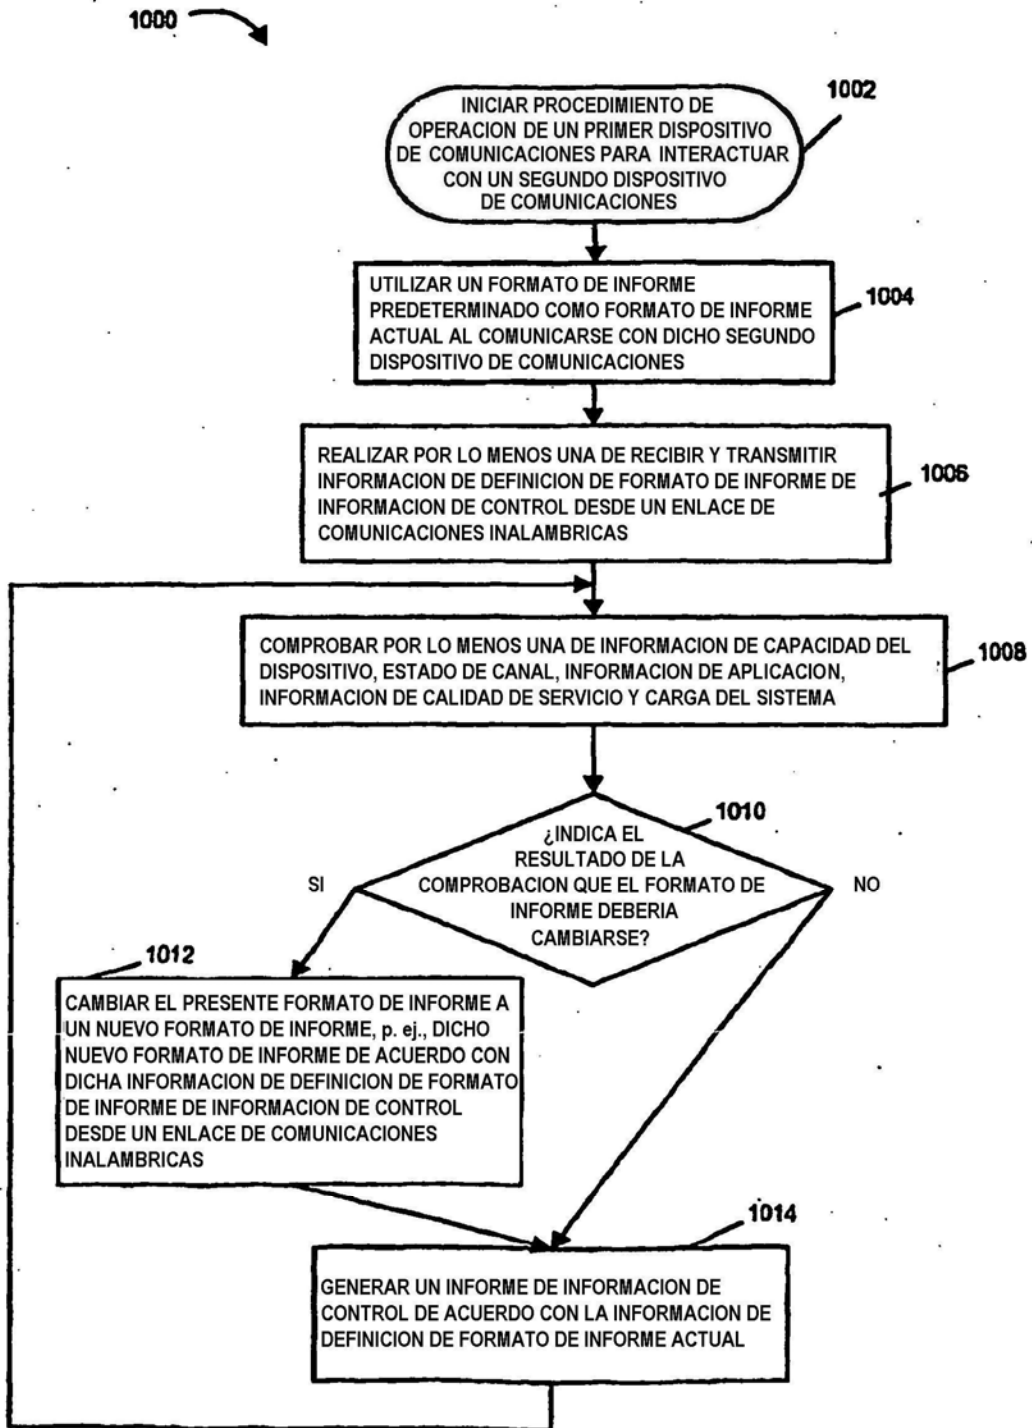 1000
1002
INICIAR PROCEDIMIENTO DE
OPERACION DE UN PRIMER DISPOSITIVO
DE COMUNICACIONES PARA INTERACTUAR
CON UN SEGUNDO DISPOSITIVO
DE COMUNICACIONES
1004
UTILIZAR UN FORMATO DE INFORME
PREDETERMINADO COMO FORMATO DE INFORME
ACTUAL AL COMUNICARSE CON DICHO SEGUNDO
DISPOSITIVO DE COMUNICACIONES
1006
REALIZAR POR LO MENOS UNA DE RECIBIR Y TRANSMITIR
INFORMACION DE DEFINICION DE FORMATO DE INFORME DE
INFORMACION DE CONTROL DESDE UN ENLACE DE
COMUNICACIONES INALAMBRICAS
1008
COMPROBAR POR LO MENOS UNA DE INFORMACION DE CAPACIDAD DEL
DISPOSITIVO, ESTADO DE CANAL, INFORMACION DE APLICACION,
INFORMACION DE CALIDAD DE SERVICIO Y CARGA DEL SISTEMA
1010
¿INDICA EL
RESULTADO DE LA
COMPROBACION QUE EL FORMATO DE
INFORME DEBERIA
CAMBIARSE?
SI
NO
1012
CAMBIAR EL PRESENTE FORMATO DE INFORME A
UN NUEVO FORMATO DE INFORME, p. ej., DICHO
NUEVO FORMATO DE INFORME DE ACUERDO CON
DICHA INFORMACION DE DEFINICION DE FORMATO
DE INFORME DE INFORMACION DE CONTROL
DESDE UN ENLACE DE COMUNICACIONES
INALAMBRICAS
1014
GENERAR UN INFORME DE INFORMACION DE
CONTROL DE ACUERDO CON LA INFORMACION DE
DEFINICION DE FORMATO DE INFORME ACTUAL